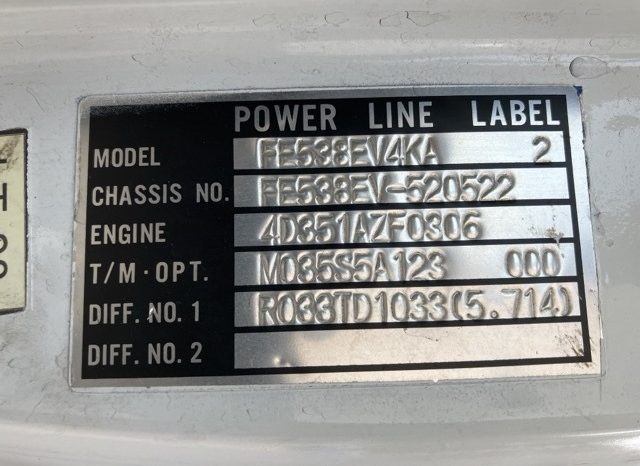 POWER LINE LABEL
MODEL FE538EV4KA 2
CHASSIS NO. FE538EV-520522
ENGINE 4D351AZF0306
T/M·OPT. M035S5A123 000
DIFF. NO. 1 R033TD1033(5.714)
DIFF. NO. 2